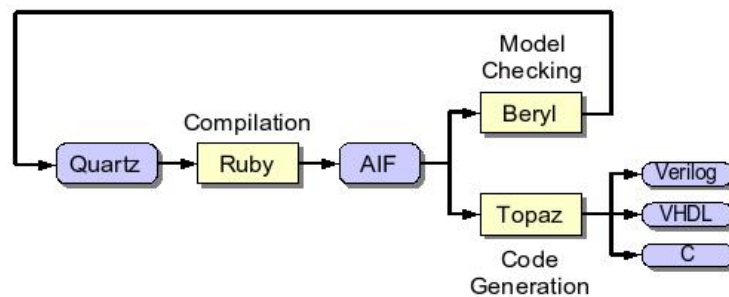 Model
Checking
Beryl
Compilation
Quartz
Ruby
AIF
Verilog
Topaz
VHDL
C
Code
Generation